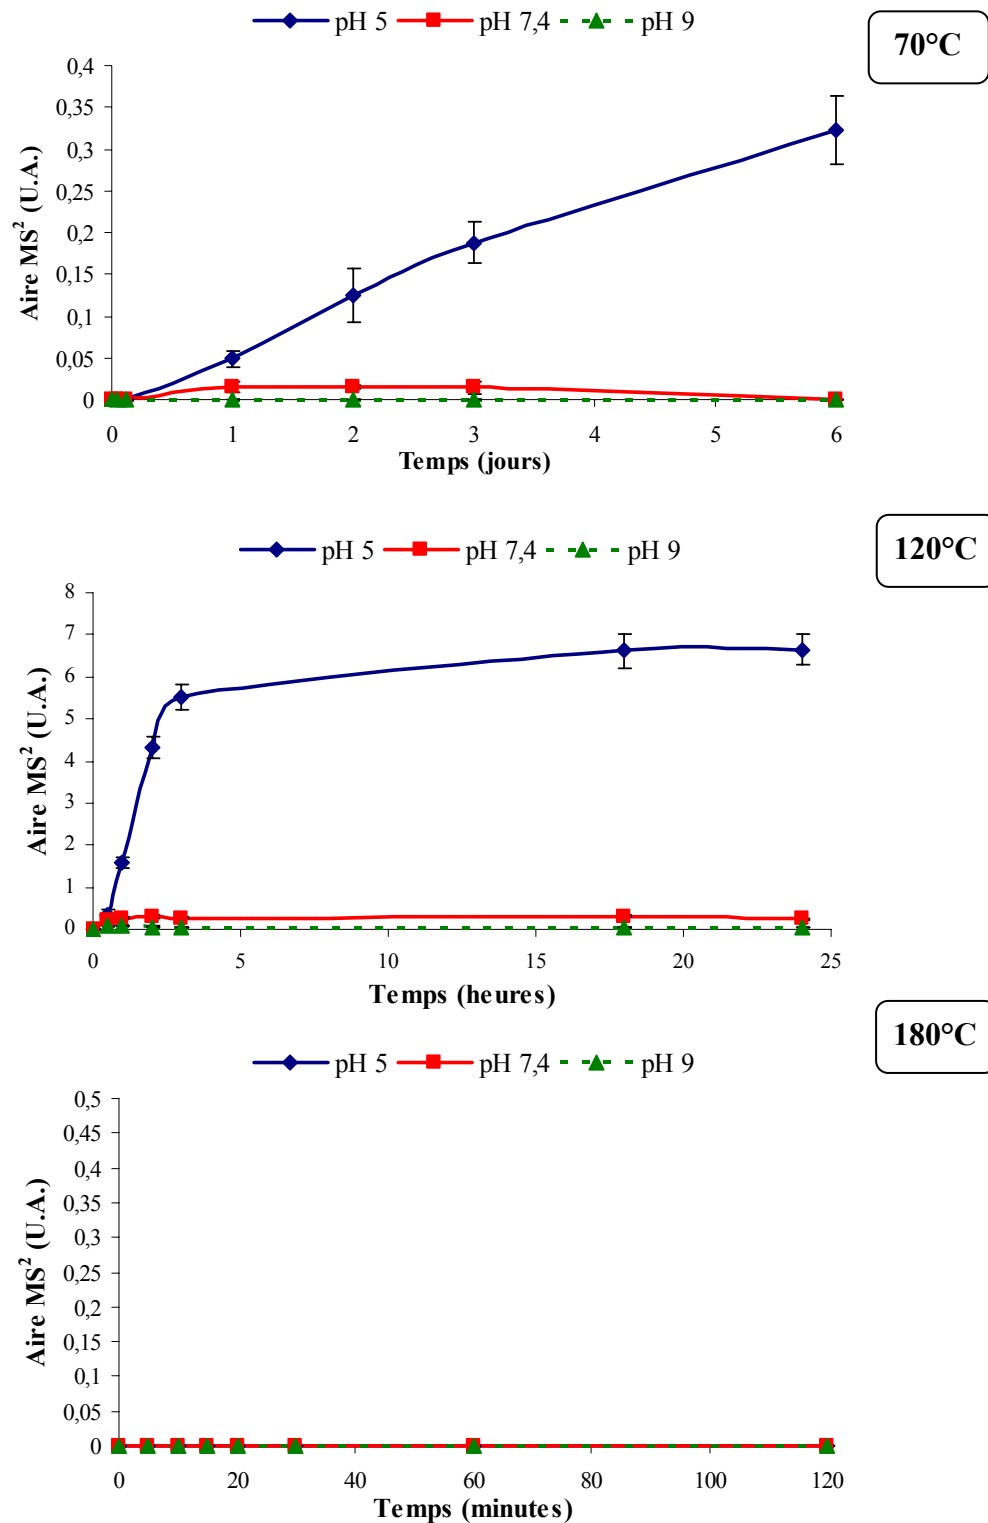 pH 5 pH 7,4 pH 9
70°C
0,4
0,35
0,3
0,25
0,2
0,15
0,1
0,05
0
Aire MS² (U.A.)
0 1 2 3 4 5 6
Temps (jours)
pH 5 pH 7,4 pH 9
120°C
8
7
6
5
4
3
2
1
0
Aire MS² (U.A.)
0 5 10 15 20 25
Temps (heures)
180°C
pH 5 pH 7,4 pH 9
0,5
0,45
0,4
0,35
0,3
0,25
0,2
0,15
0,1
0,05
0
Aire MS² (U.A.)
0 20 40 60 80 100 120
Temps (minutes)